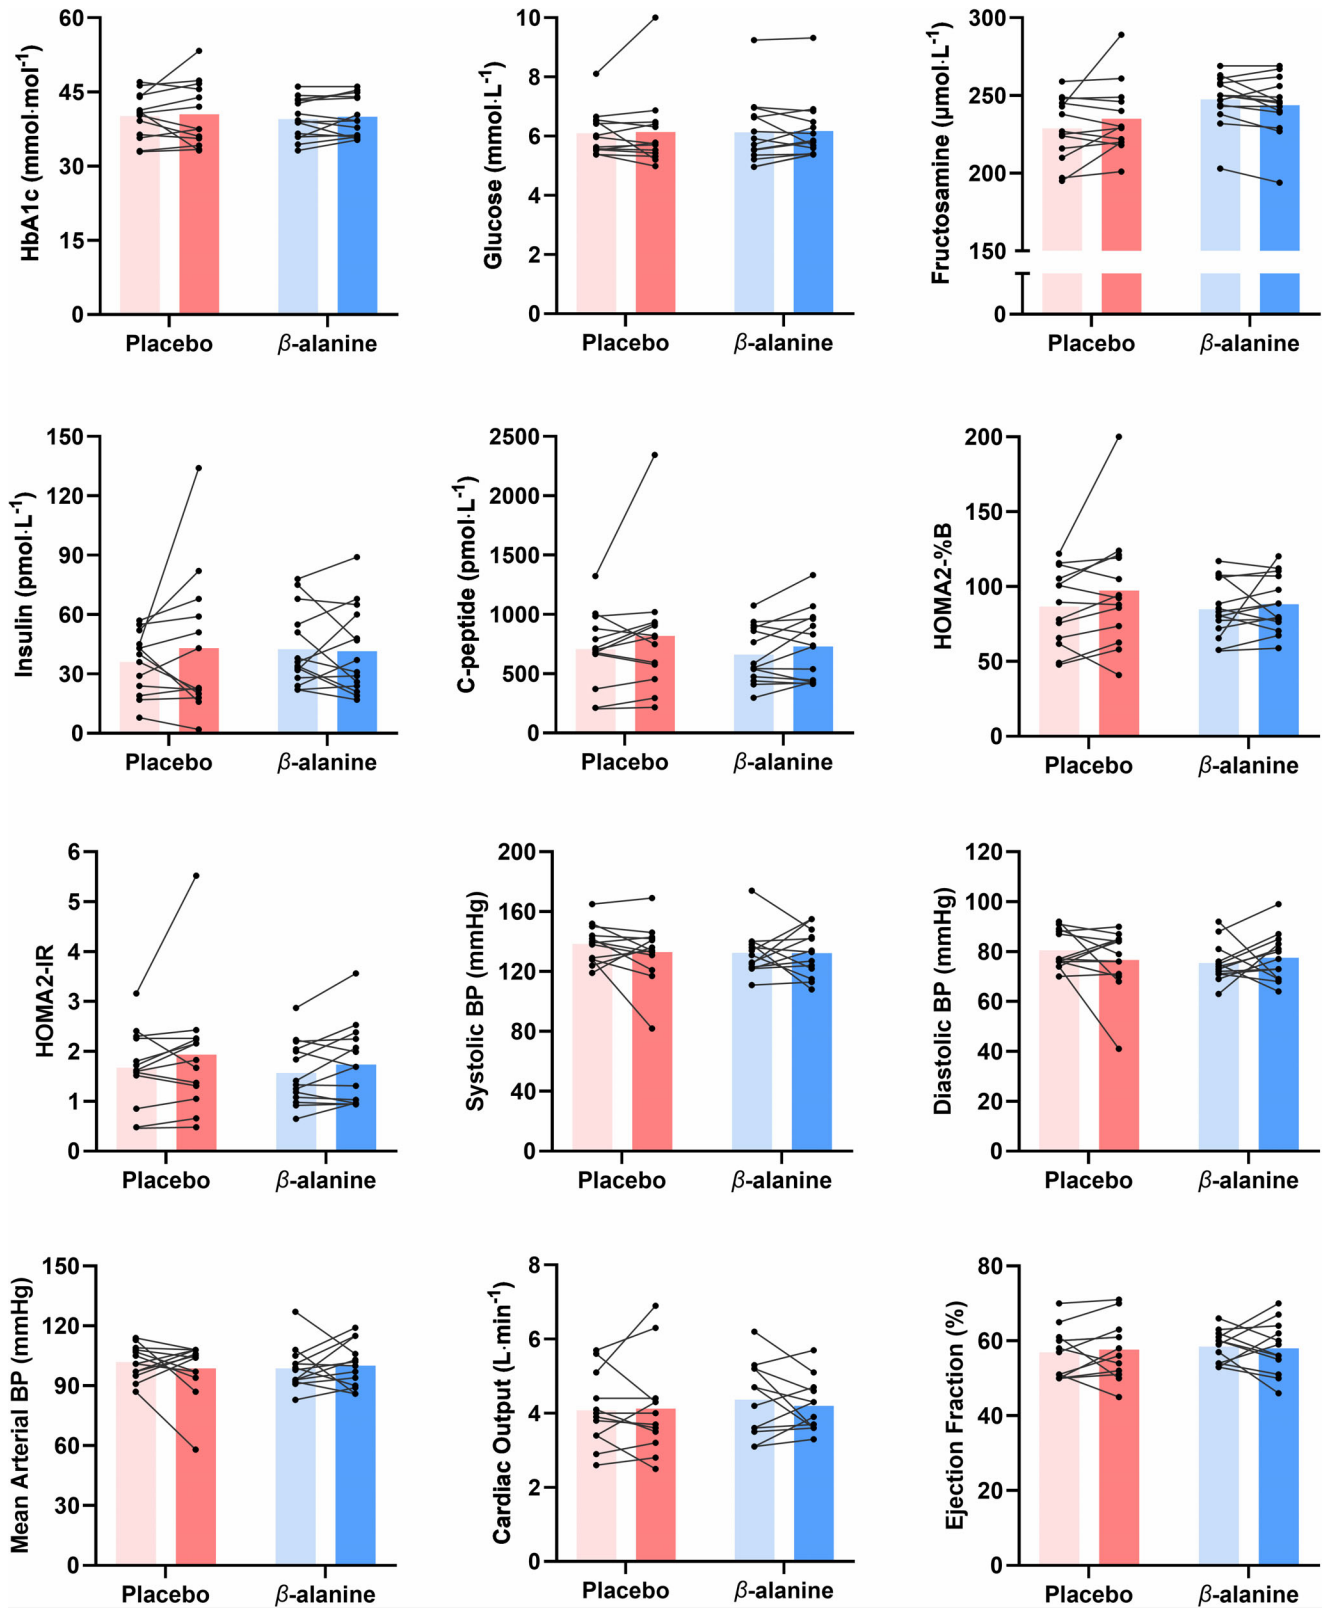 HbA1c (mmol·mol⁻¹)
60
45
30
15
0
Placebo
β-alanine
Glucose (mmol·L⁻¹)
10
8
6
4
2
0
Placebo
β-alanine
Fructosamine (µmol·L⁻¹)
300
250
200
150
0
Placebo
β-alanine
Insulin (pmol·L⁻¹)
150
120
90
60
30
0
Placebo
β-alanine
C-peptide (pmol·L⁻¹)
2500
2000
1500
1000
500
0
Placebo
β-alanine
HOMA2-%B
200
150
100
50
0
Placebo
β-alanine
HOMA2-IR
6
5
4
3
2
1
0
Placebo
β-alanine
Systolic BP (mmHg)
200
160
120
80
40
0
Placebo
β-alanine
Diastolic BP (mmHg)
120
100
80
60
40
20
0
Placebo
β-alanine
Mean Arterial BP (mmHg)
150
120
90
60
30
0
Placebo
β-alanine
Cardiac Output (L·min⁻¹)
8
6
4
2
0
Placebo
β-alanine
Ejection Fraction (%)
80
60
40
20
0
Placebo
β-alanine